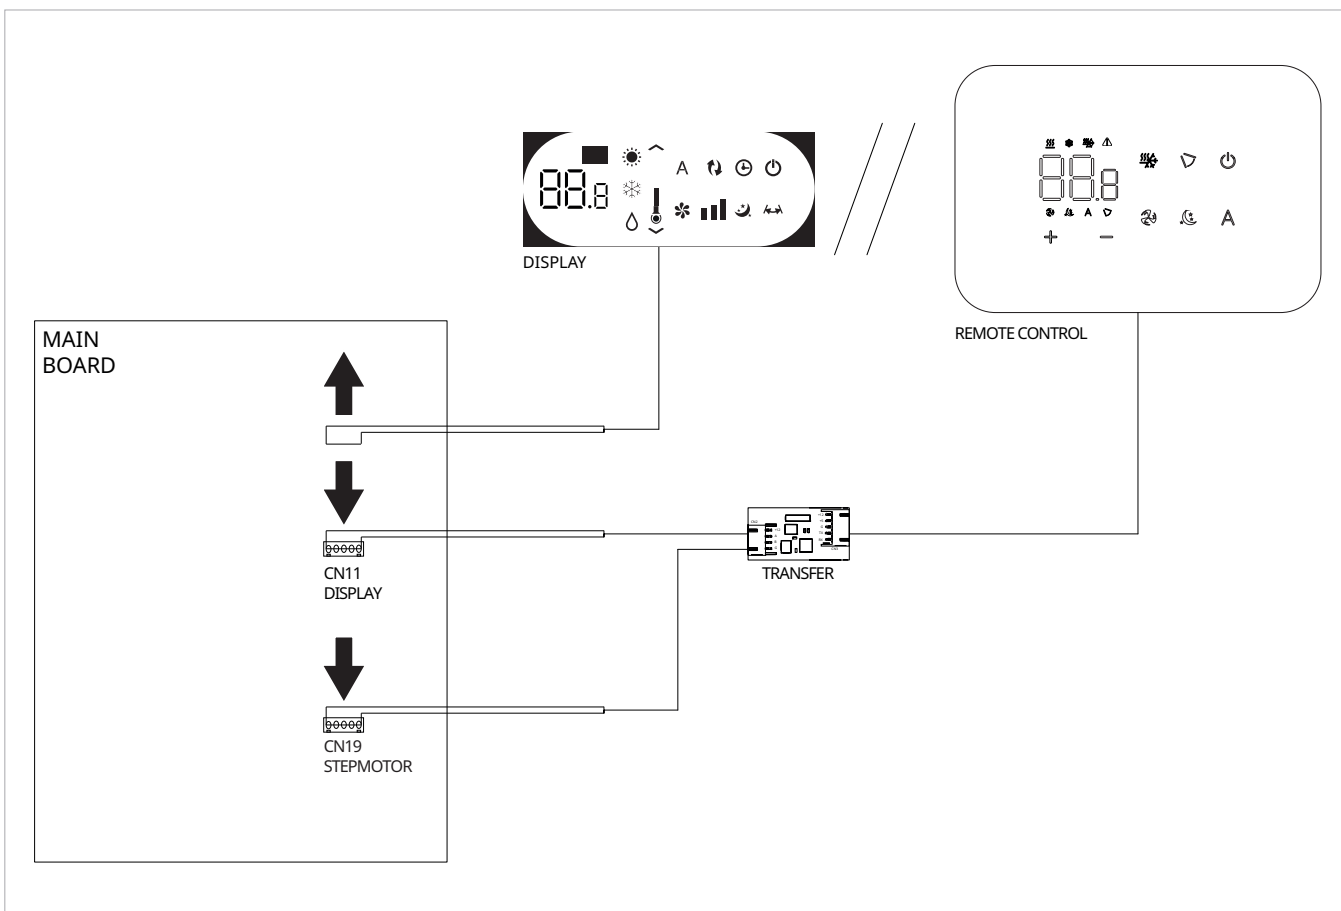 88.8
A
DISPLAY
88.8
A
A
REMOTE CONTROL
MAIN
BOARD
CN11
DISPLAY
TRANSFER
CN19
STEPMOTOR